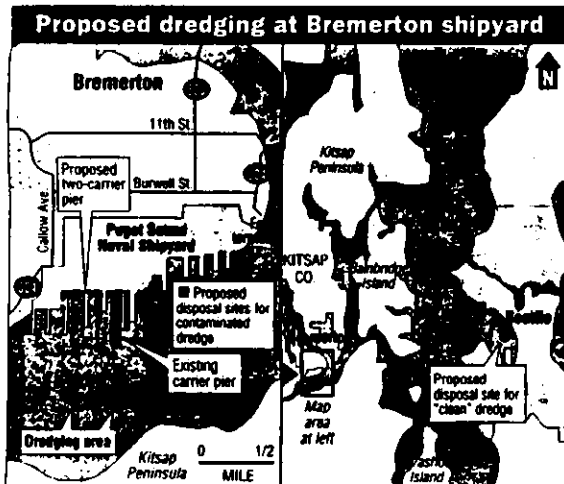 Proposed dredging at Bremerton shipyard
Bremerton
11th St.
Proposed
two-carrier
pier
Burwell St.
Callow Ave.
Puget Sound
Naval Shipyard
Proposed
disposal sites for
contaminated
dredge
Existing
carrier pier
Dredging area
Kitsap
Peninsula
0 1/2
MILE
N
Kitsap
Peninsula
KITSAP
CO.
Bainbridge
Island
Seattle
Map
area
at left
Proposed
disposal site for
"clean" dredge
Island